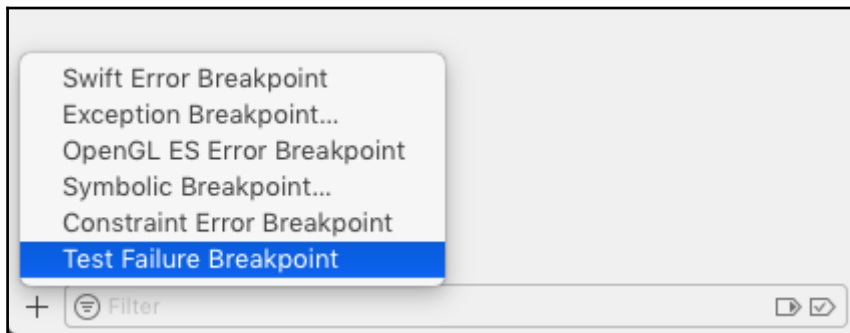 Swift Error Breakpoint
Exception Breakpoint...
OpenGL ES Error Breakpoint
Symbolic Breakpoint...
Constraint Error Breakpoint
Test Failure Breakpoint
Filter